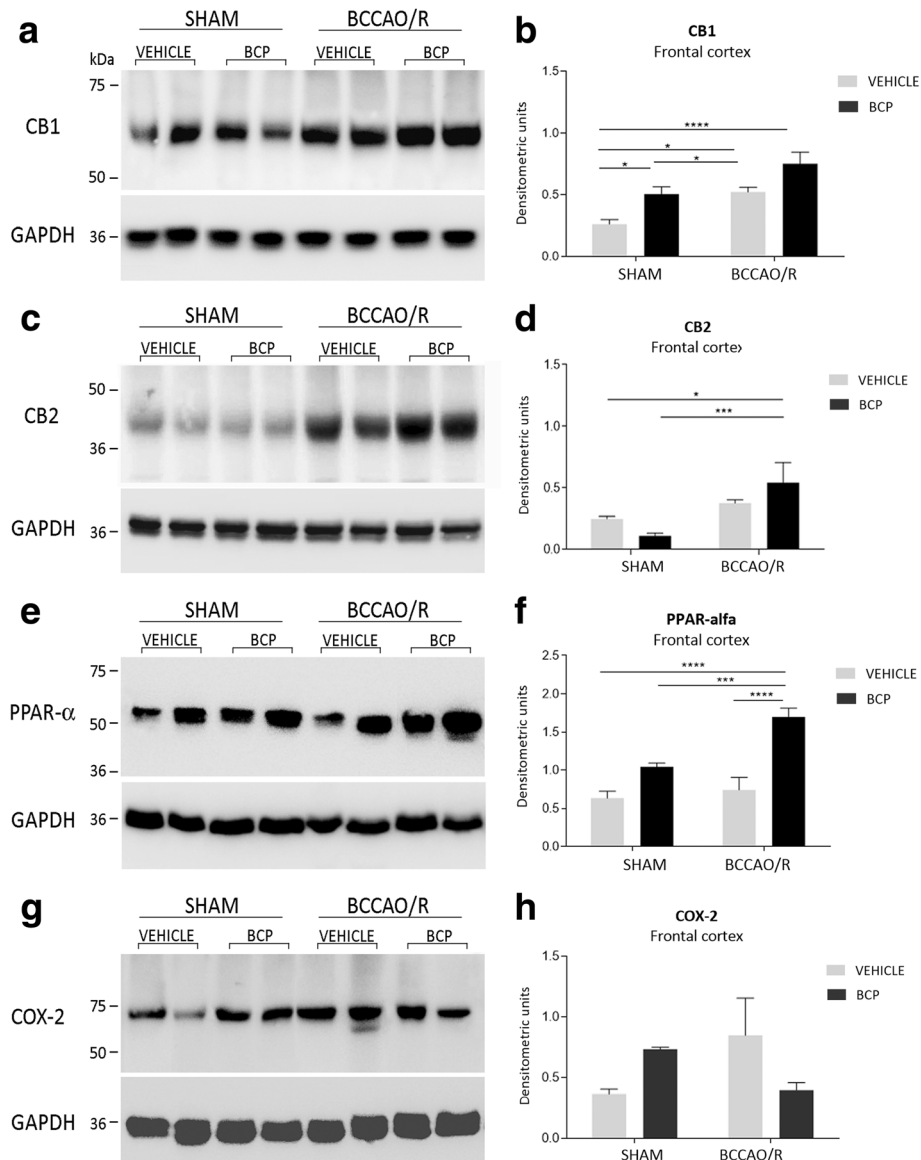 a
SHAM BCCAO/R
kDa VEHICLE BCP VEHICLE BCP
75
CB1
50
GAPDH 36
b
CB1
Frontal cortex
1.5
1.0
0.5
0.0
Densitometric units
****
*
* *
SHAM BCCAO/R
VEHICLE
BCP
c
SHAM BCCAO/R
VEHICLE BCP VEHICLE BCP
50
CB2
36
GAPDH 36
d
CB2
Frontal cortex
1.5
1.0
0.5
0.0
Densitometric units
*
***
SHAM BCCAO/R
VEHICLE
BCP
e
SHAM BCCAO/R
VEHICLE BCP VEHICLE BCP
75
PPAR-α 50
36
GAPDH 36
f
PPAR-alfa
Frontal cortex
2.5
2.0
1.5
1.0
0.5
0.0
Densitometric units
****
***
****
SHAM BCCAO/R
VEHICLE
BCP
g
SHAM BCCAO/R
VEHICLE BCP VEHICLE BCP
75
COX-2
50
GAPDH 36
h
COX-2
Frontal cortex
1.5
1.0
0.5
0.0
Densitometric units
SHAM BCCAO/R
VEHICLE
BCP